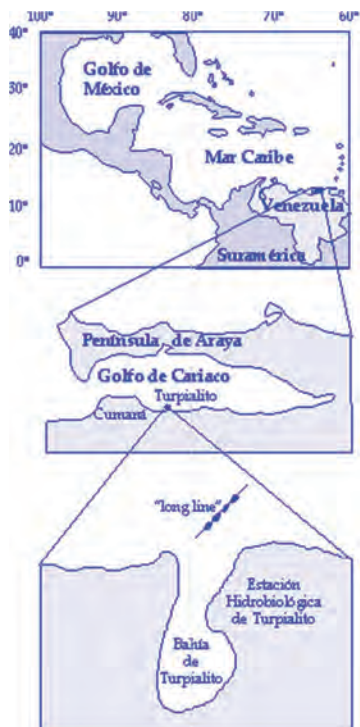 100° 90° 80° 70° 60°
40°
Golfo de
México
30°
20°
Mar Caribe
Venezuela
10°
Suramérica
0°
Península de Araya
Golfo de Cariaco
Turpialito
Cumaná
"long line"
Estación
Hidrobiológica
de Turpialito
Bahía
de
Turpialito